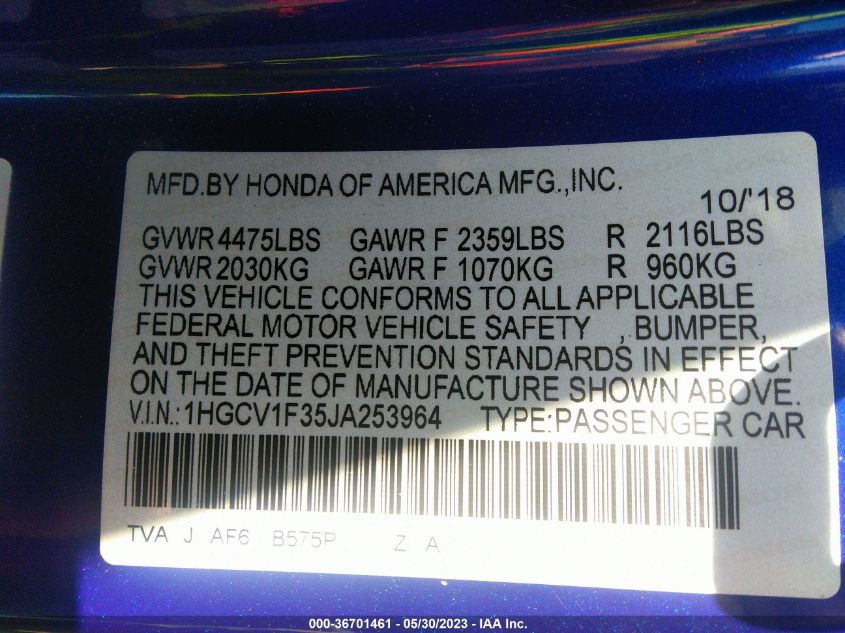 MFD.BY HONDA OF AMERICA MFG.,INC.
10/'18
GVWR 4475LBS GAWR F 2359LBS R 2116LBS
GVWR 2030KG GAWR F 1070KG R 960KG
THIS VEHICLE CONFORMS TO ALL APPLICABLE
FEDERAL MOTOR VEHICLE SAFETY , BUMPER,
AND THEFT PREVENTION STANDARDS IN EFFECT
ON THE DATE OF MANUFACTURE SHOWN ABOVE.
V.I.N.:1HGCV1F35JA253964 TYPE:PASSENGER CAR
TVA J AF6 B575P Z A
000-36701461 - 05/30/2023 - IAA Inc.